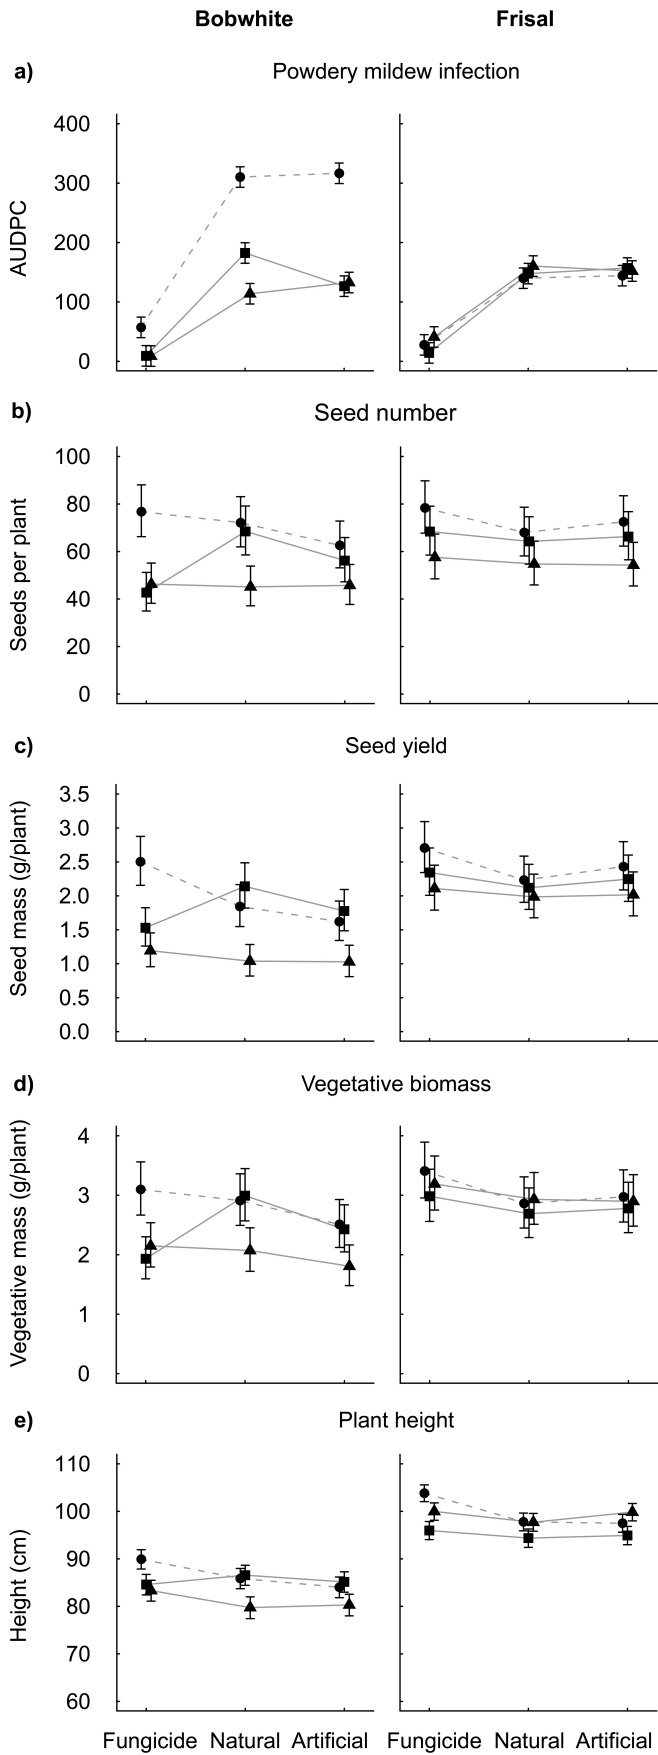 Bobwhite Frisal
a) Powdery mildew infection
AUDPC
400
300
200
100
0
b) Seed number
Seeds per plant
100
80
60
40
20
0
c) Seed yield
Seed mass (g/plant)
3.5
3.0
2.5
2.0
1.5
1.0
0.5
0.0
d) Vegetative biomass
Vegetative mass (g/plant)
4
3
2
1
0
e) Plant height
Height (cm)
110
100
90
80
70
60
Fungicide Natural Artificial Fungicide Natural Artificial